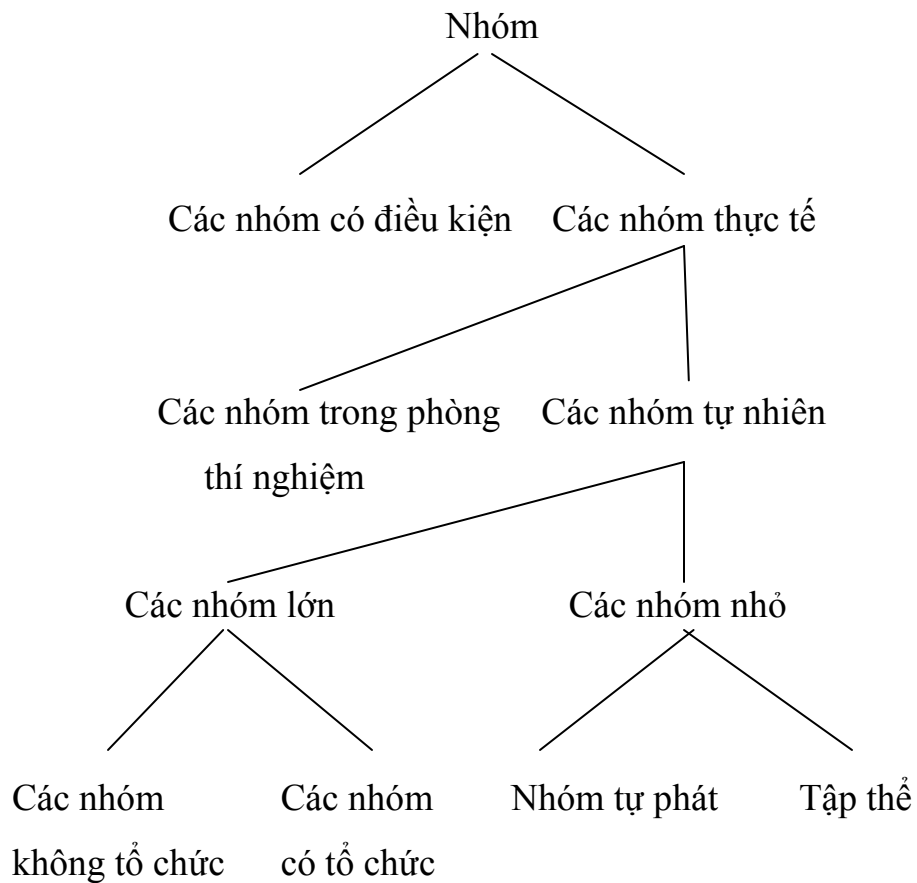 Nhóm
Các nhóm có điều kiện
Các nhóm thực tế
Các nhóm trong phòng
thí nghiệm
Các nhóm tự nhiên
Các nhóm lớn
Các nhóm nhỏ
Các nhóm
không tổ chức
Các nhóm
có tổ chức
Nhóm tự phát
Tập thể